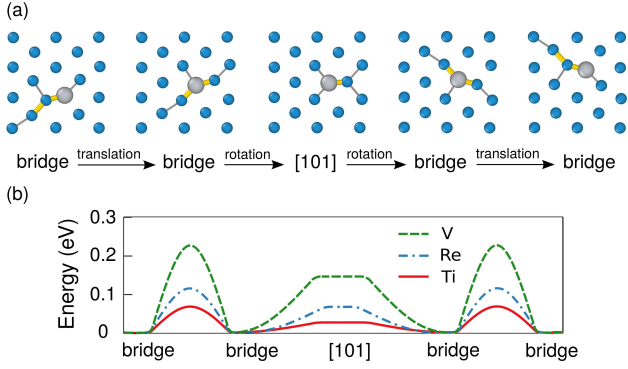 (a)
bridge translation bridge rotation [101] rotation bridge translation bridge
(b)
Energy (eV)
0.3
0.2
0.1
0
V
Re
Ti
bridge bridge [101] bridge bridge